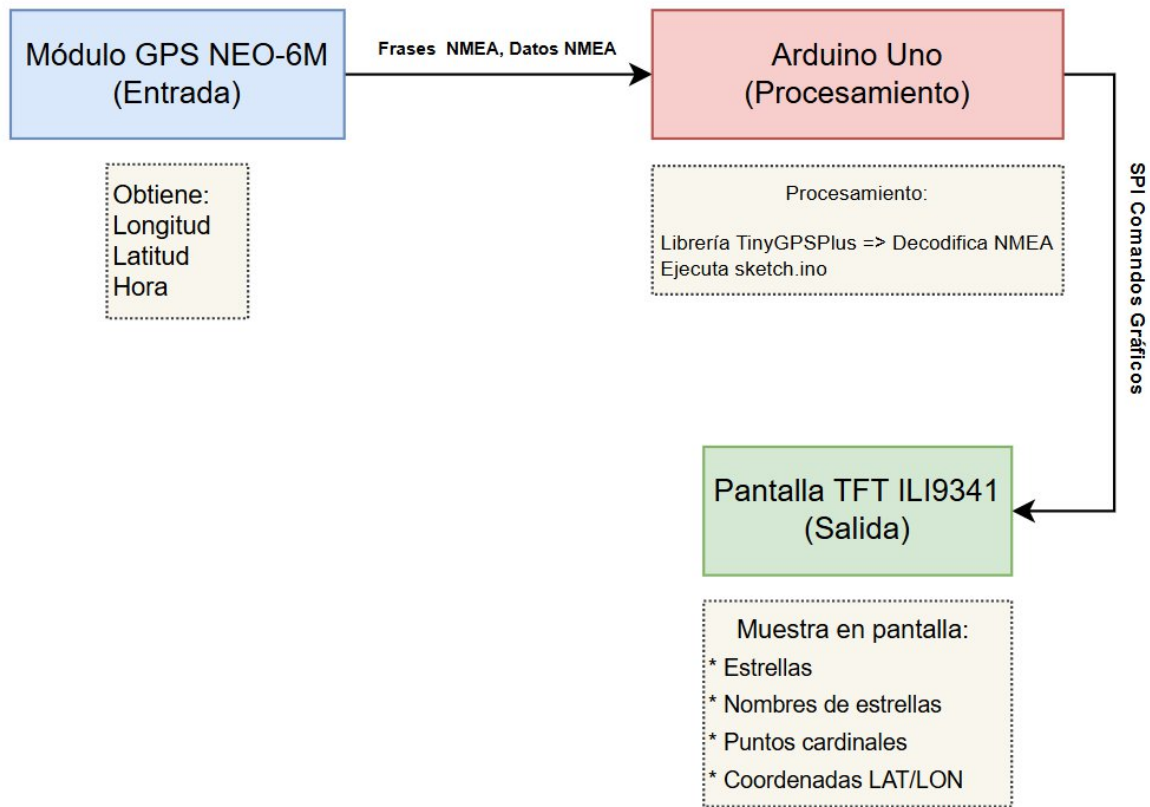 Módulo GPS NEO-6M
(Entrada)
Frases NMEA, Datos NMEA
Arduino Uno
(Procesamiento)
SPI Comandos Gráficos
Obtiene:
Longitud
Latitud
Hora
Procesamiento:
Librería TinyGPSPlus => Decodifica NMEA
Ejecuta sketch.ino
Pantalla TFT ILI9341
(Salida)
Muestra en pantalla:
* Estrellas
* Nombres de estrellas
* Puntos cardinales
* Coordenadas LAT/LON